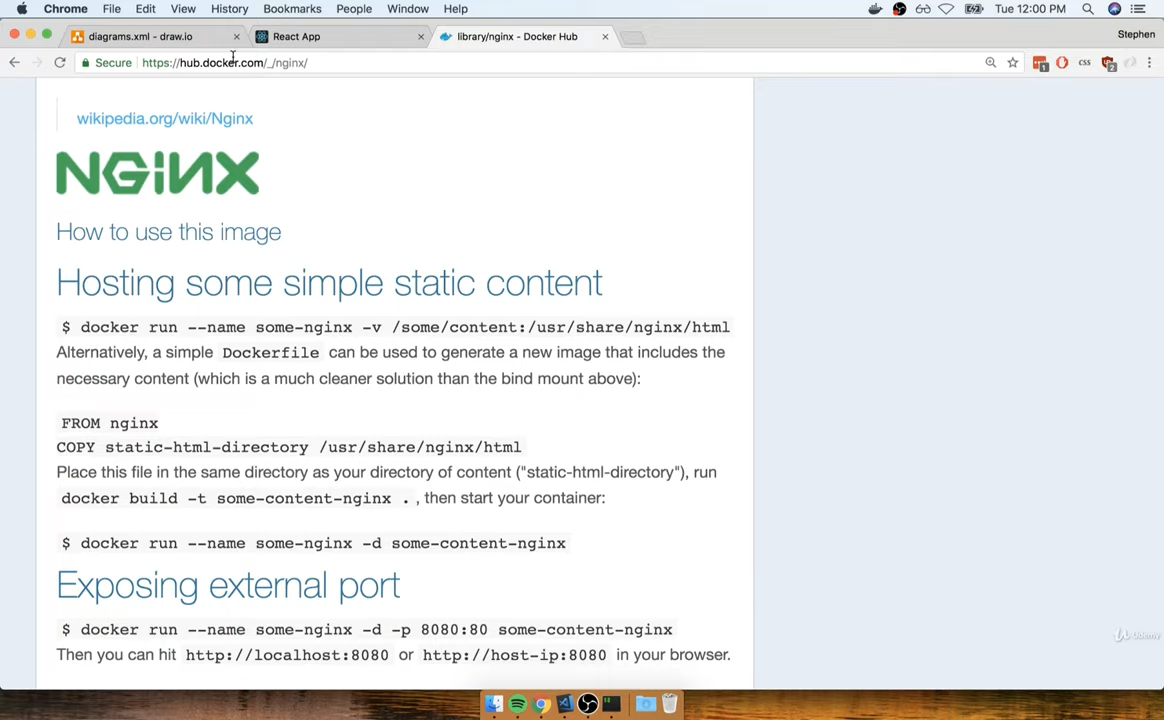 Chrome File Edit View History Bookmarks People Window Help Tue 12:00 PM
diagrams.xml - draw.io React App library/nginx - Docker Hub Stephen
Secure https://hub.docker.com/_/nginx/ CSS 1 2
wikipedia.org/wiki/Nginx
NGINX
How to use this image
Hosting some simple static content
$ docker run --name some-nginx -v /some/content:/usr/share/nginx/html
Alternatively, a simple Dockerfile can be used to generate a new image that includes the
necessary content (which is a much cleaner solution than the bind mount above):
FROM nginx
COPY static-html-directory /usr/share/nginx/html
Place this file in the same directory as your directory of content ("static-html-directory"), run
docker build -t some-content-nginx . , then start your container:
$ docker run --name some-nginx -d some-content-nginx
Exposing external port
$ docker run --name some-nginx -d -p 8080:80 some-content-nginx
Then you can hit http://localhost:8080 or http://host-ip:8080 in your browser.
Udemy